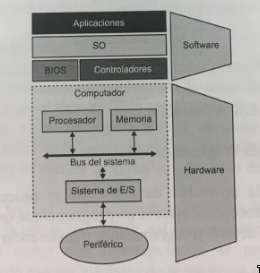 Aplicaciones
SO
Software
BIOS
Controladores
Computador
Procesador
Memoria
Bus del sistema
Hardware
Sistema de E/S
Periférico